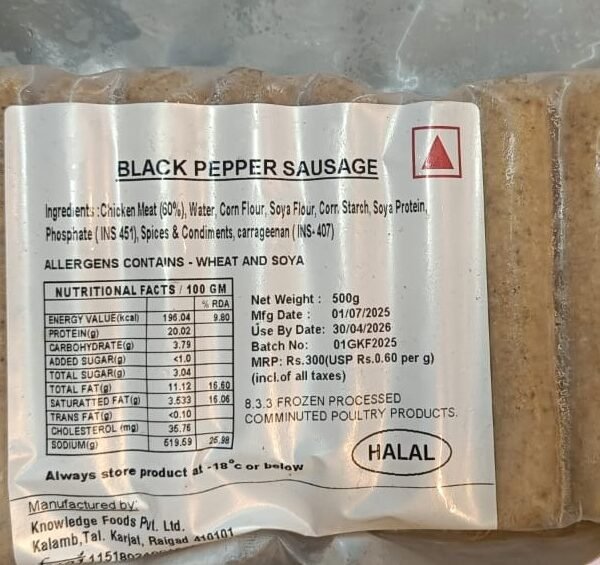 BLACK PEPPER SAUSAGE
Ingredients :Chicken Meat (60%), Water, Corn Flour, Soya Flour, Corn Starch, Soya Protein,
Phosphate ( INS 451), Spices & Condiments, carrageenan ( INS- 407)
ALLERGENS CONTAINS - WHEAT AND SOYA
NUTRITIONAL FACTS / 100 GM
% RDA
ENERGY VALUE(kcal) 196.04 9.80
PROTEIN(g) 20.02
CARBOHYDRATE(g) 3.79
ADDED SUGAR(g) <1.0
TOTAL SUGAR(g) 3.04
TOTAL FAT(g) 11.12 16.60
SATURATTED FAT(g) 3.533 16.06
TRANS FAT(g) <0.10
CHOLESTEROL (mg) 35.76
SODIUM(g) 519.59 25.98
Net Weight : 500g
Mfg Date : 01/07/2025
Use By Date: 30/04/2026
Batch No: 01GKF2025
MRP: Rs.300(USP Rs.0.60 per g)
(incl.of all taxes)
8.3.3 FROZEN PROCESSED
COMMINUTED POULTRY PRODUCTS.
HALAL
Always store product at -18°c or below
Manufactured by:
Knowledge Foods Pvt. Ltd.
Kalamb,Tal. Karjat, Raigad 410101